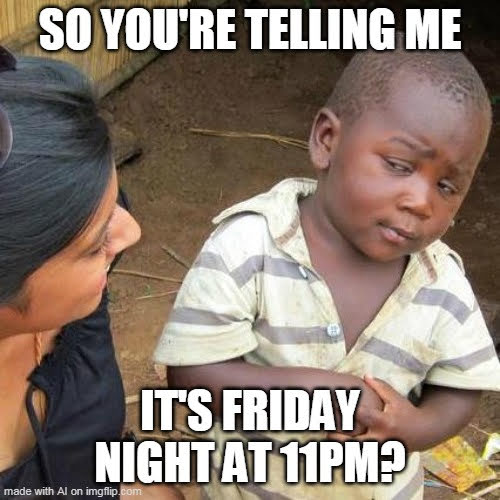 SO YOU'RE TELLING ME
IT'S FRIDAY
NIGHT AT 11PM?
made with AI on imgflip.com